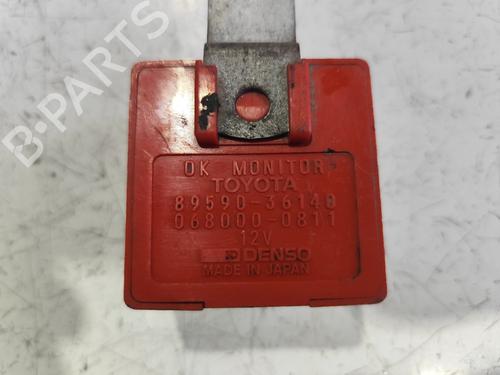 B-PARTS
OK MONITOR
TOYOTA
89590-36140
068000-0811
12V
DENSO
MADE IN JAPAN